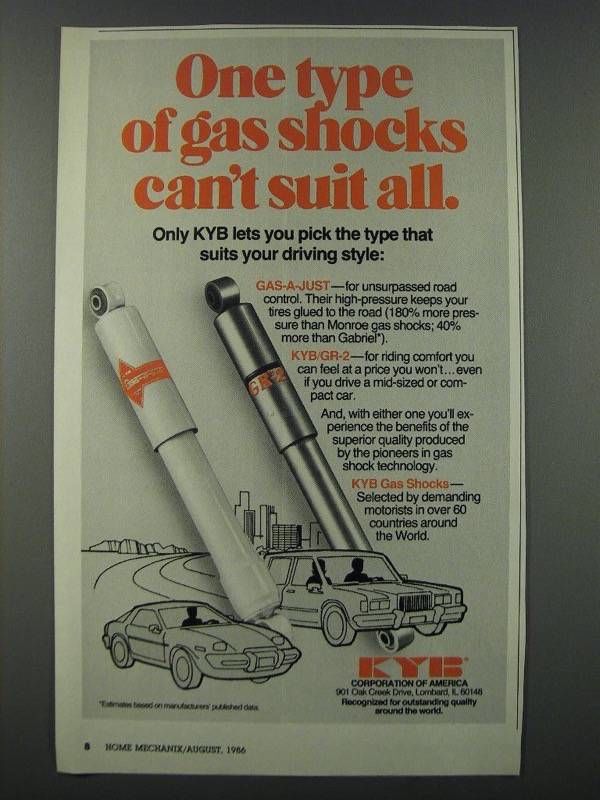 One type
of gas shocks
can't suit all.
Only KYB lets you pick the type that
suits your driving style:
GAS-A-JUST—for unsurpassed road
control. Their high-pressure keeps your
tires glued to the road (180% more pres-
sure than Monroe gas shocks; 40%
more than Gabriel*).
KYB/GR-2—for riding comfort you
can feel at a price you won't...even
if you drive a mid-sized or com-
pact car.
And, with either one you'll ex-
perience the benefits of the
superior quality produced
by the pioneers in gas
shock technology.
KYB Gas Shocks—
Selected by demanding
motorists in over 60
countries around
the World.
GR-2
KYB®
CORPORATION OF AMERICA
901 Oak Creek Drive, Lombard, IL 60148
Recognized for outstanding quality
around the world.
*Estimates based on manufacturers' published data.
8 HOME MECHANIX/AUGUST, 1986